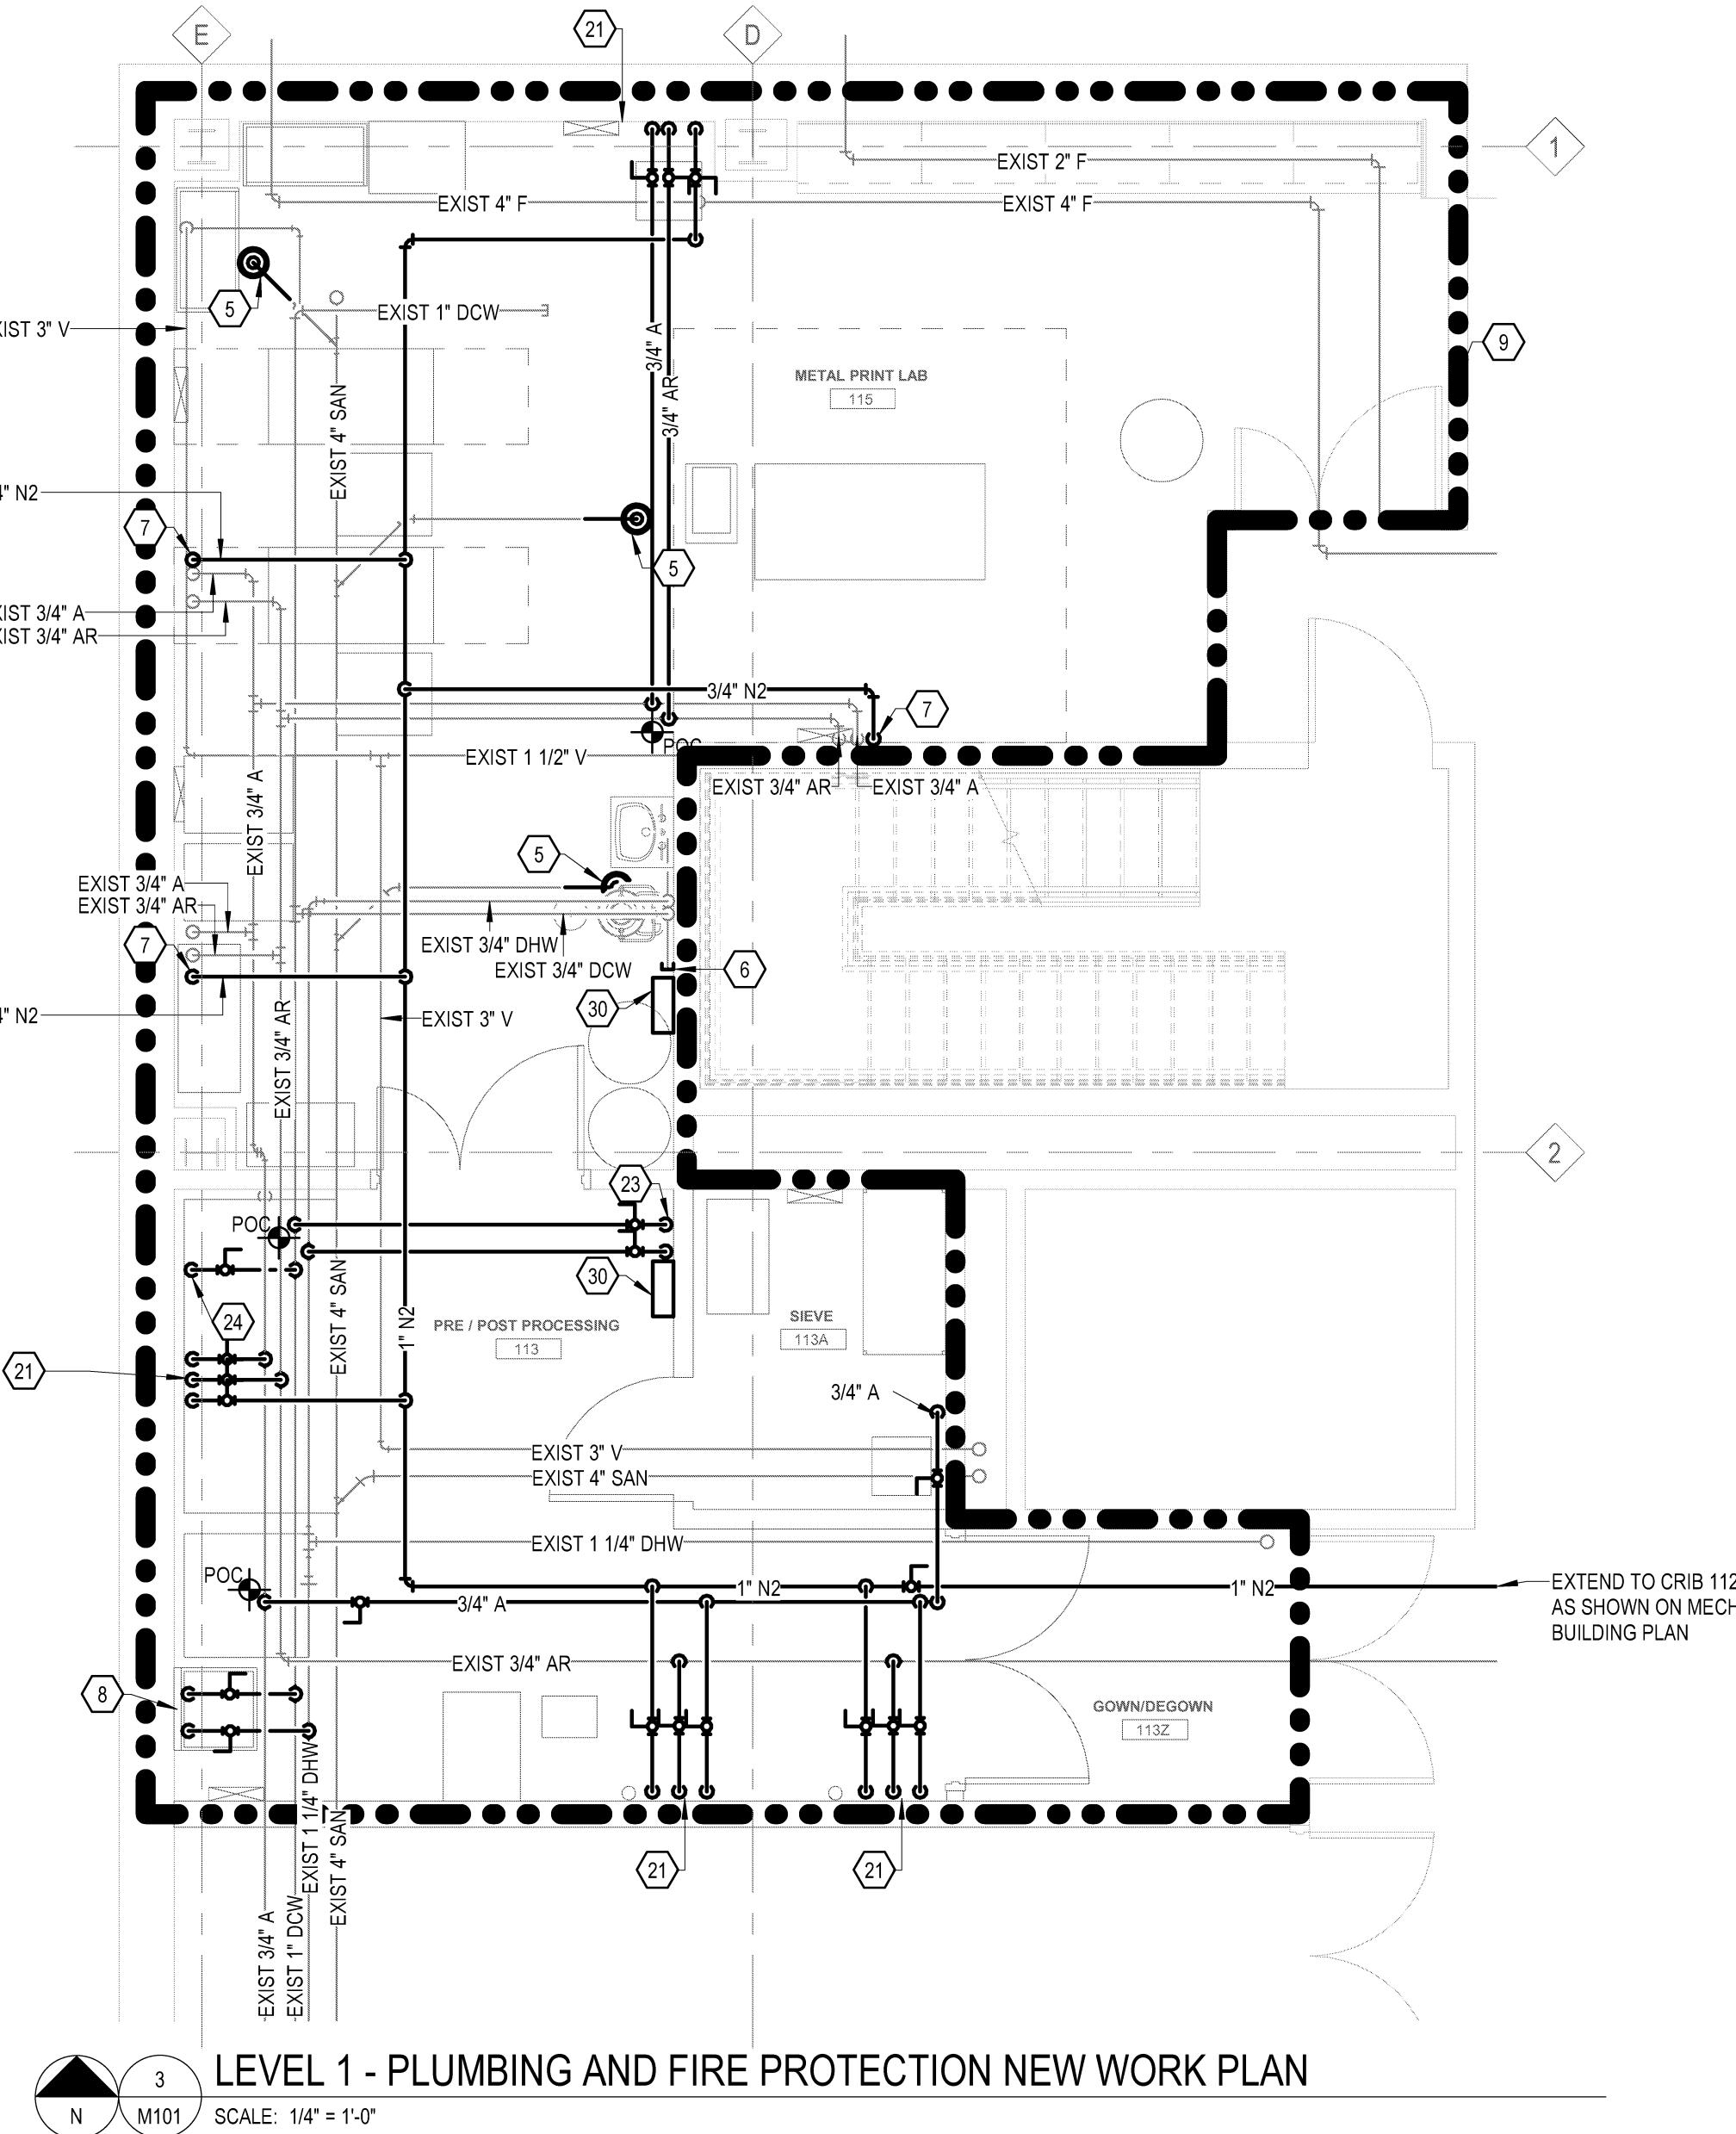 E
21
D
1
EXIST 2" F
EXIST 4" F
EXIST 4" F
5
EXIST 1" DCW
XIST 3" V
9
3/4" A
METAL PRINT LAB
115
3/4" AR
EXIST 4" SAN
4" N2
7
5
XIST 3/4" A
XIST 3/4" AR
3/4" N2
7
POC
EXIST 1 1/2" V
EXIST 3/4" AR
EXIST 3/4" A
EXIST 3/4" A
5
EXIST 3/4" A
EXIST 3/4" AR
7
EXIST 3/4" DHW
EXIST 3/4" DCW
6
30
4" N2
EXIST 3" V
EXIST 3/4" AR
2
23
POC
30
24
EXIST 4" SAN
1" N2
PRE / POST PROCESSING
113
SIEVE
113A
21
3/4" A
EXIST 3" V
EXIST 4" SAN
EXIST 1 1/4" DHW
POC
1" N2
1" N2
EXTEND TO CRIB 112
AS SHOWN ON MECH
BUILDING PLAN
3/4" A
EXIST 3/4" AR
8
GOWN/DEGOWN
113Z
EXIST 1 1/4" DHW
EXIST 4" SAN
21
21
EXIST 3/4" A
EXIST 1" DCW
3
M101
N
LEVEL 1 - PLUMBING AND FIRE PROTECTION NEW WORK PLAN
SCALE: 1/4" = 1'-0"